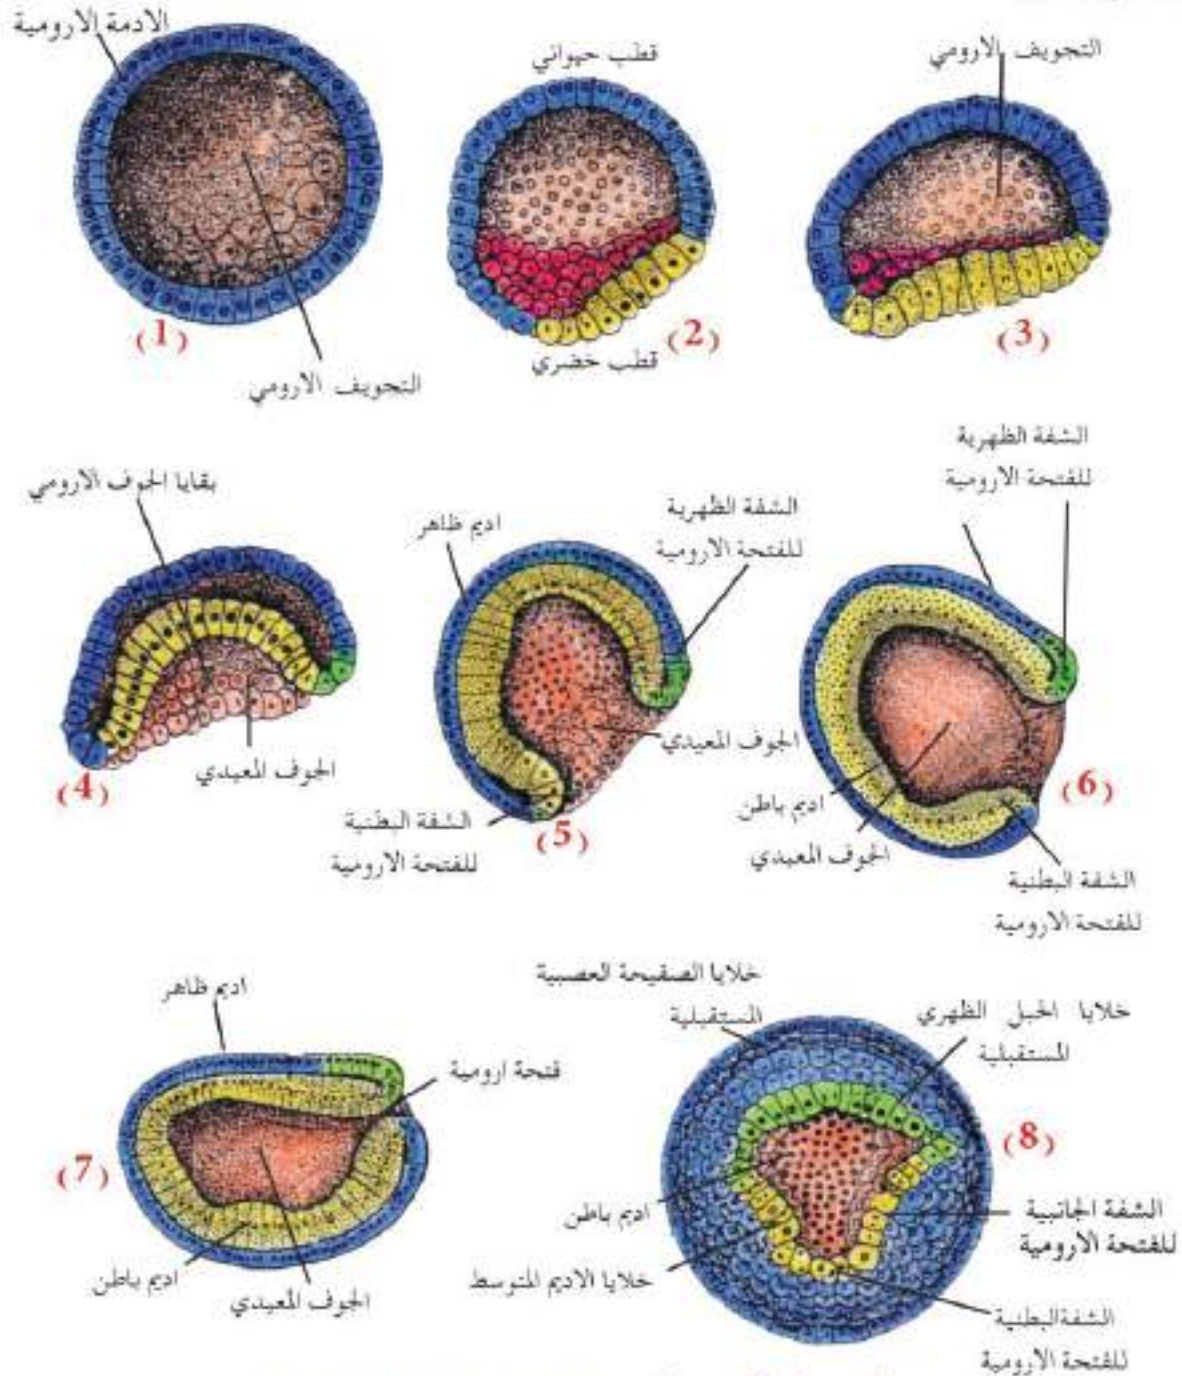 الادمة الارومية
(1)
التجويف الارومي
قطب حيواني
(2)
قطب خضري
التجويف الارومي
(3)
بقايا الجوف الارومي
الجوف المعيدي
(4)
اديم ظاهر
الشفة الظهرية
للفتحة الارومية
الجوف المعيدي
الشفة البطنية
للفتحة الارومية
(5)
الشفة الظهرية
للفتحة الارومية
(6)
اديم باطن
الجوف المعيدي
الشفة البطنية
للفتحة الارومية
اديم ظاهر
فتحة ارومية
(7)
اديم باطن
الجوف المعيدي
خلايا الصفيحة العصبية
المستقبلية
خلايا الحبل الظهري
المستقبلية
(8)
اديم باطن
الشفة الجانبية
للفتحة الارومية
خلايا الاديم المتوسط
الشفة البطنية
للفتحة الارومية